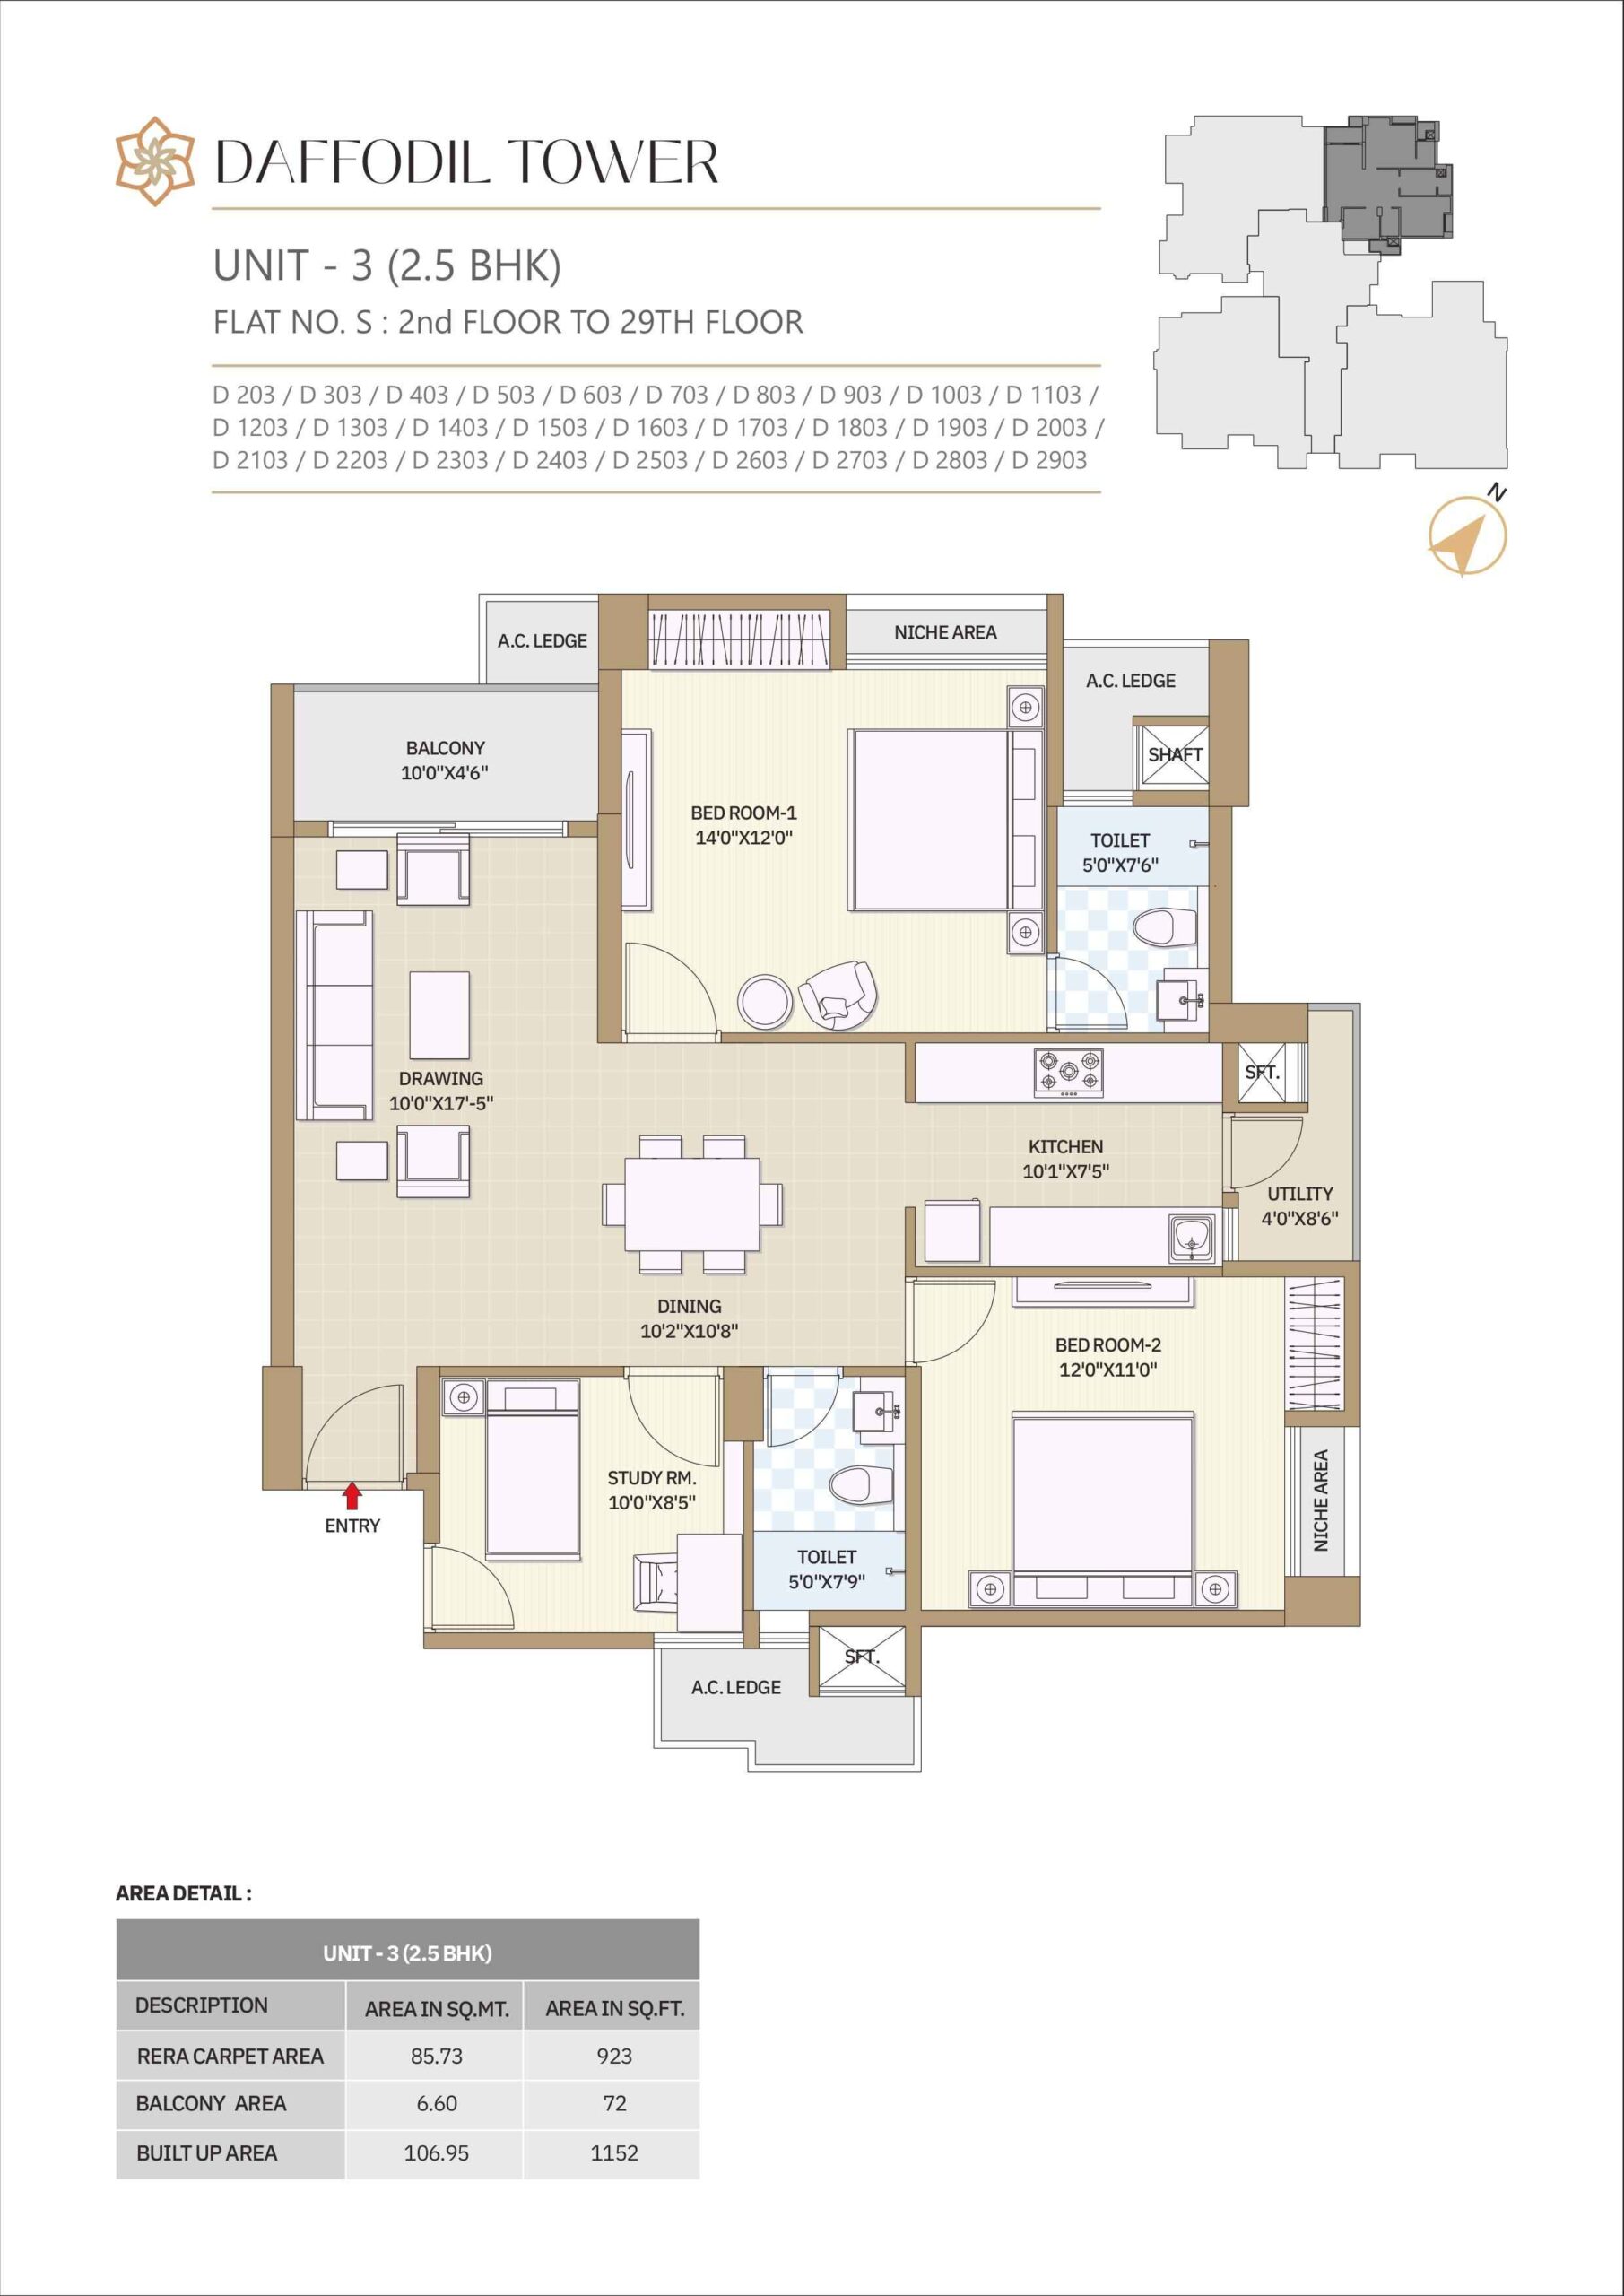 DAFFODIL TOWER
UNIT - 3 (2.5 BHK)
FLAT NO. S : 2nd FLOOR TO 29TH FLOOR
D 203 / D 303 / D 403 / D 503 / D 603 / D 703 / D 803 / D 903 / D 1003 / D 1103 /
D 1203 / D 1303 / D 1403 / D 1503 / D 1603 / D 1703 / D 1803 / D 1903 / D 2003 /
D 2103 / D 2203 / D 2303 / D 2403 / D 2503 / D 2603 / D 2703 / D 2803 / D 2903
N
A.C. LEDGE
NICHE AREA
A.C. LEDGE
SHAFT
BALCONY
10'0"X4'6"
BED ROOM-1
14'0"X12'0"
TOILET
5'0"X7'6"
DRAWING
10'0"X17'-5"
SFT.
KITCHEN
10'1"X7'5"
UTILITY
4'0"X8'6"
DINING
10'2"X10'8"
BED ROOM-2
12'0"X11'0"
STUDY RM.
10'0"X8'5"
NICHE AREA
ENTRY
TOILET
5'0"X7'9"
SFT.
A.C. LEDGE
AREA DETAIL :
UNIT - 3 (2.5 BHK)
DESCRIPTION AREA IN SQ.MT. AREA IN SQ.FT.
RERA CARPET AREA 85.73 923
BALCONY AREA 6.60 72
BUILT UP AREA 106.95 1152